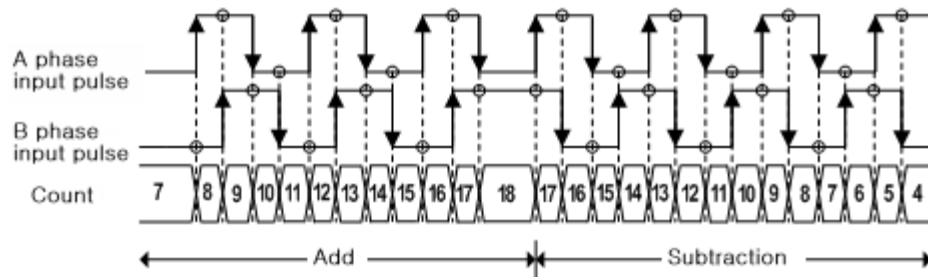 A phase
input pulse
B phase
input pulse
Count 7 8 9 10 11 12 13 14 15 16 17 18 17 16 15 14 13 12 11 10 9 8 7 6 5 4
Add Subtraction